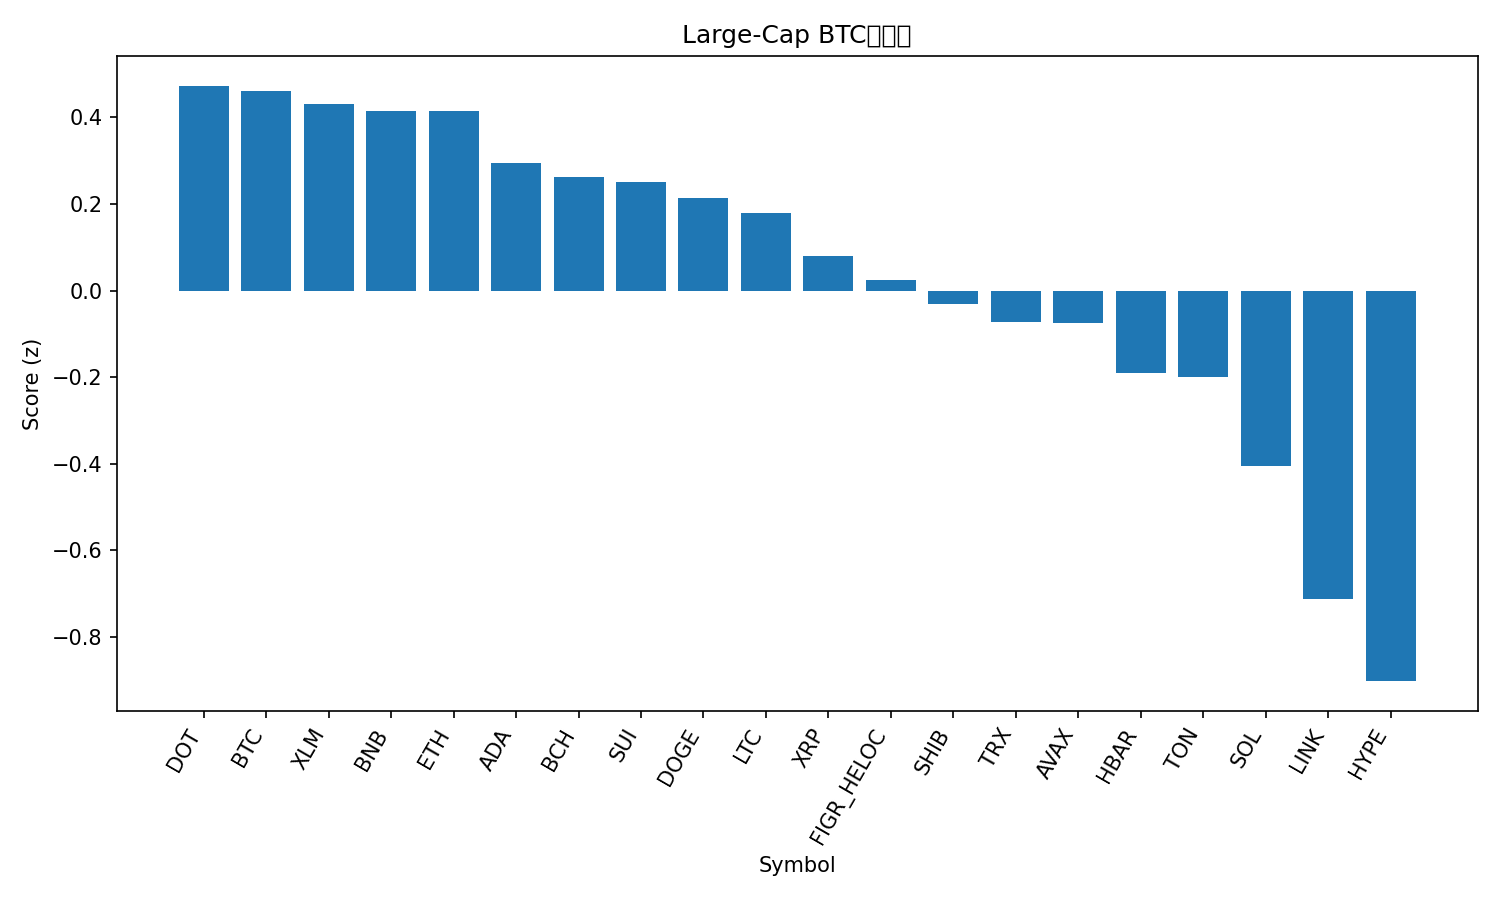 Large-Cap BTC
Score (z)
0.4
0.2
0.0
−0.2
−0.4
−0.6
−0.8
DOT
BTC
XLM
BNB
ETH
ADA
BCH
SUI
DOGE
LTC
XRP
FIGR_HELOC
SHIB
TRX
AVAX
HBAR
TON
SOL
LINK
HYPE
Symbol